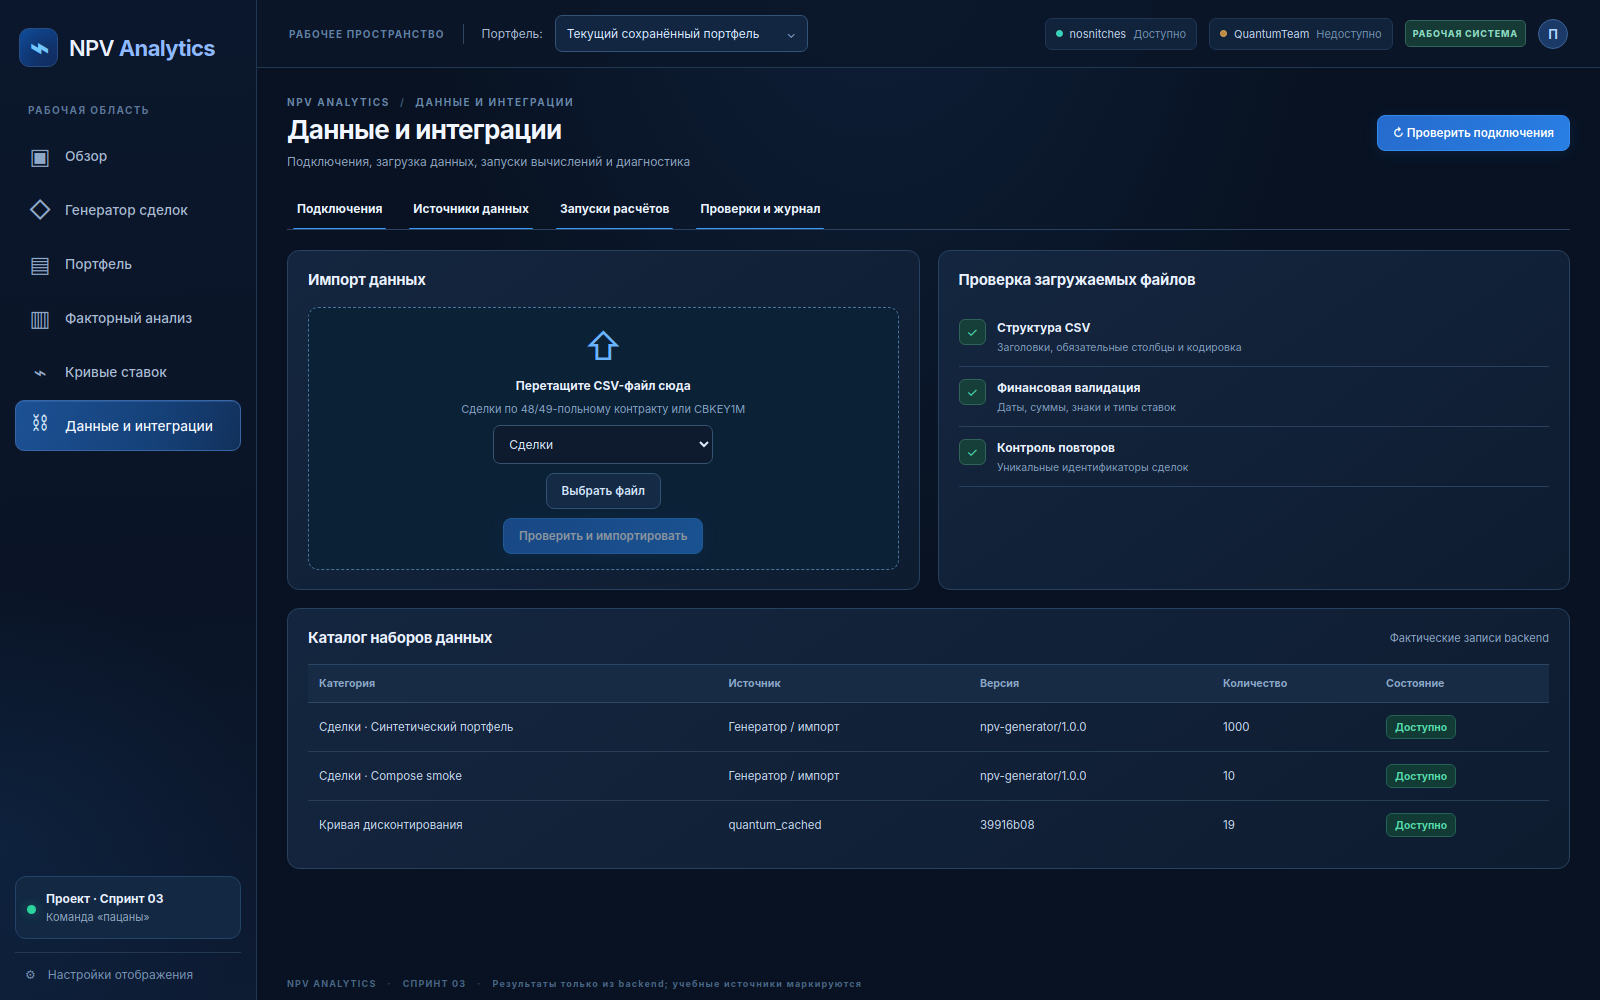 NPV Analytics
РАБОЧАЯ ОБЛАСТЬ
Обзор
Генератор сделок
Портфель
Факторный анализ
Кривые ставок
Данные и интеграции
Проект · Спринт 03
Команда «пацаны»
Настройки отображения
РАБОЧЕЕ ПРОСТРАНСТВО
Портфель:
Текущий сохранённый портфель
nosnitches Доступно
QuantumTeam Недоступно
РАБОЧАЯ СИСТЕМА
П
NPV ANALYTICS / ДАННЫЕ И ИНТЕГРАЦИИ
Данные и интеграции
Подключения, загрузка данных, запуски вычислений и диагностика
↻ Проверить подключения
Подключения
Источники данных
Запуски расчётов
Проверки и журнал
Импорт данных
Перетащите CSV-файл сюда
Сделки по 48/49-польному контракту или CBKEY1M
Сделки
Выбрать файл
Проверить и импортировать
Проверка загружаемых файлов
Структура CSV
Заголовки, обязательные столбцы и кодировка
Финансовая валидация
Даты, суммы, знаки и типы ставок
Контроль повторов
Уникальные идентификаторы сделок
Каталог наборов данных
Фактические записи backend
Категория Источник Версия Количество Состояние
Сделки · Синтетический портфель Генератор / импорт npv-generator/1.0.0 1000 Доступно
Сделки · Compose smoke Генератор / импорт npv-generator/1.0.0 10 Доступно
Кривая дисконтирования quantum_cached 39916b08 19 Доступно
NPV ANALYTICS · СПРИНТ 03 · Результаты только из backend; учебные источники маркируются